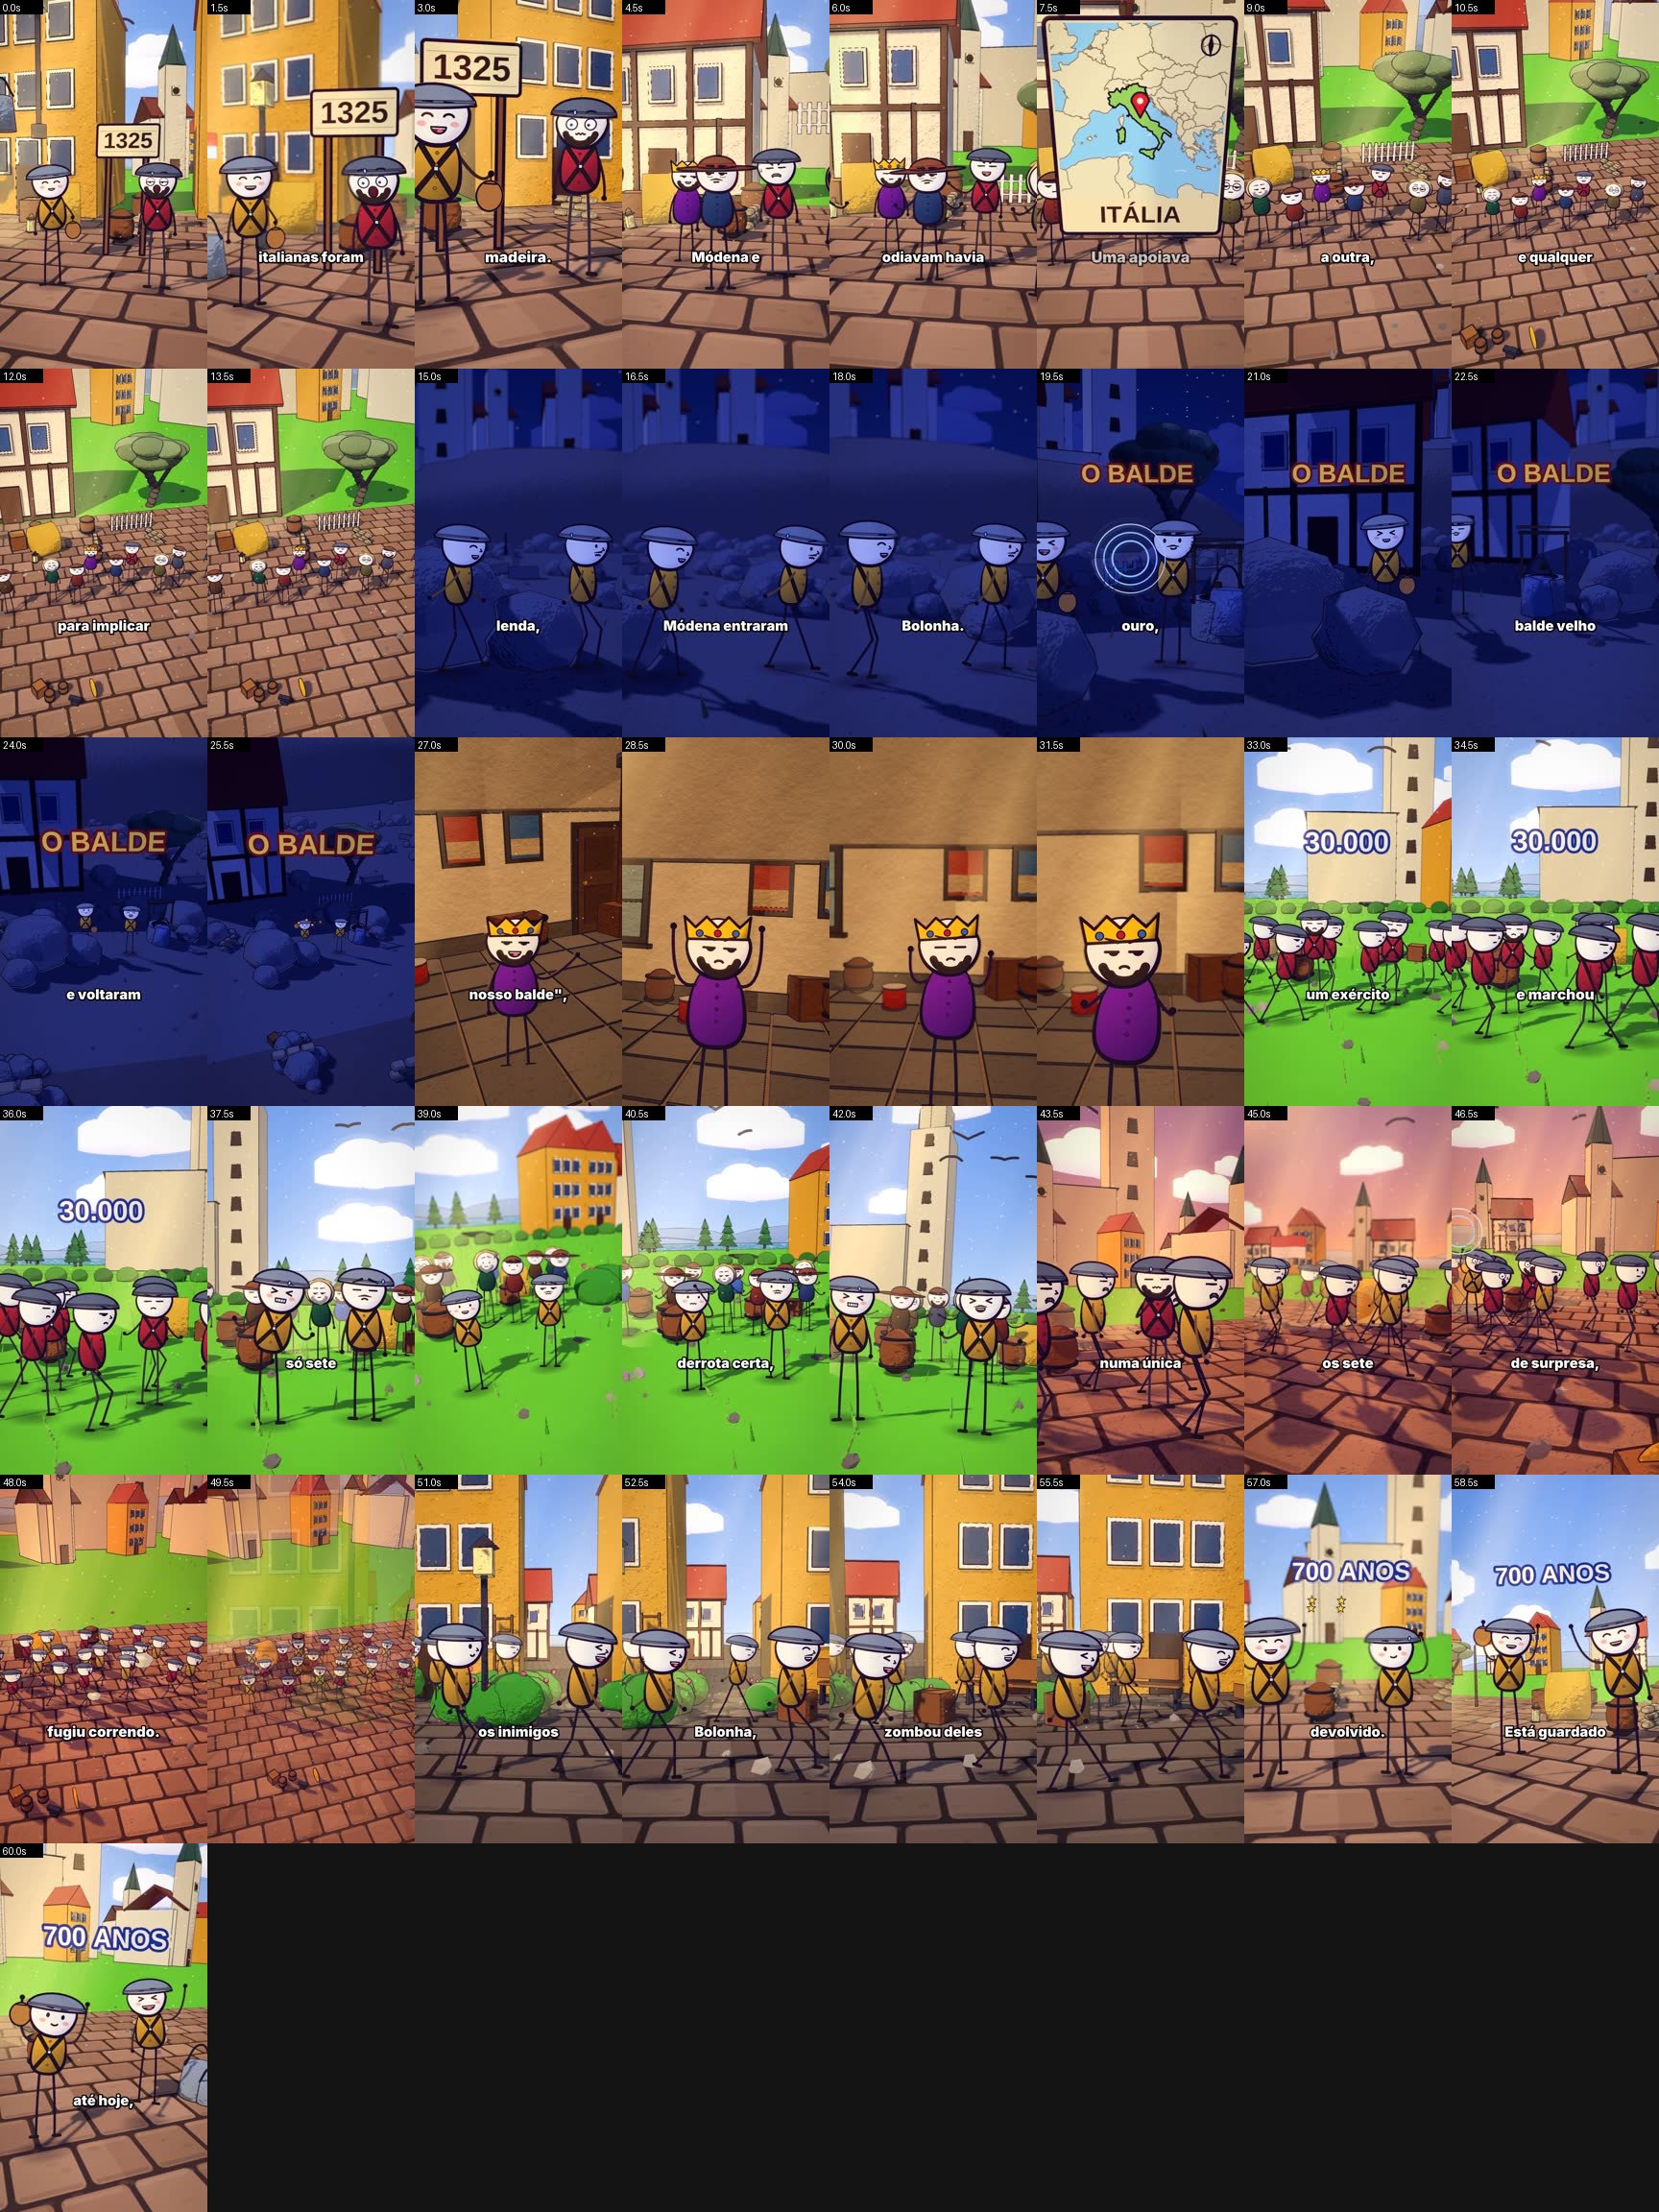 0.0s
1325
1.5s
1325
italianas foram
3.0s
1325
madeira.
4.5s
Módena e
6.0s
odiavam havia
7.5s
ITÁLIA
Uma apoiava
9.0s
a outra,
10.5s
e qualquer
12.0s
para implicar
13.5s
15.0s
lenda,
16.5s
Módena entraram
18.0s
Bolonha.
19.5s
O BALDE
ouro,
21.0s
O BALDE
22.5s
O BALDE
balde velho
24.0s
O BALDE
e voltaram
25.5s
O BALDE
27.0s
nosso balde",
28.5s
30.0s
31.5s
33.0s
30.000
um exército
34.5s
30.000
e marchou
36.0s
30.000
37.5s
só sete
39.0s
40.5s
derrota certa,
42.0s
43.5s
numa única
45.0s
os sete
46.5s
de surpresa,
48.0s
fugiu correndo.
49.5s
51.0s
os inimigos
52.5s
Bolonha,
54.0s
zombou deles
55.5s
57.0s
700 ANOS
devolvido.
58.5s
700 ANOS
Está guardado
60.0s
700 ANOS
até hoje,